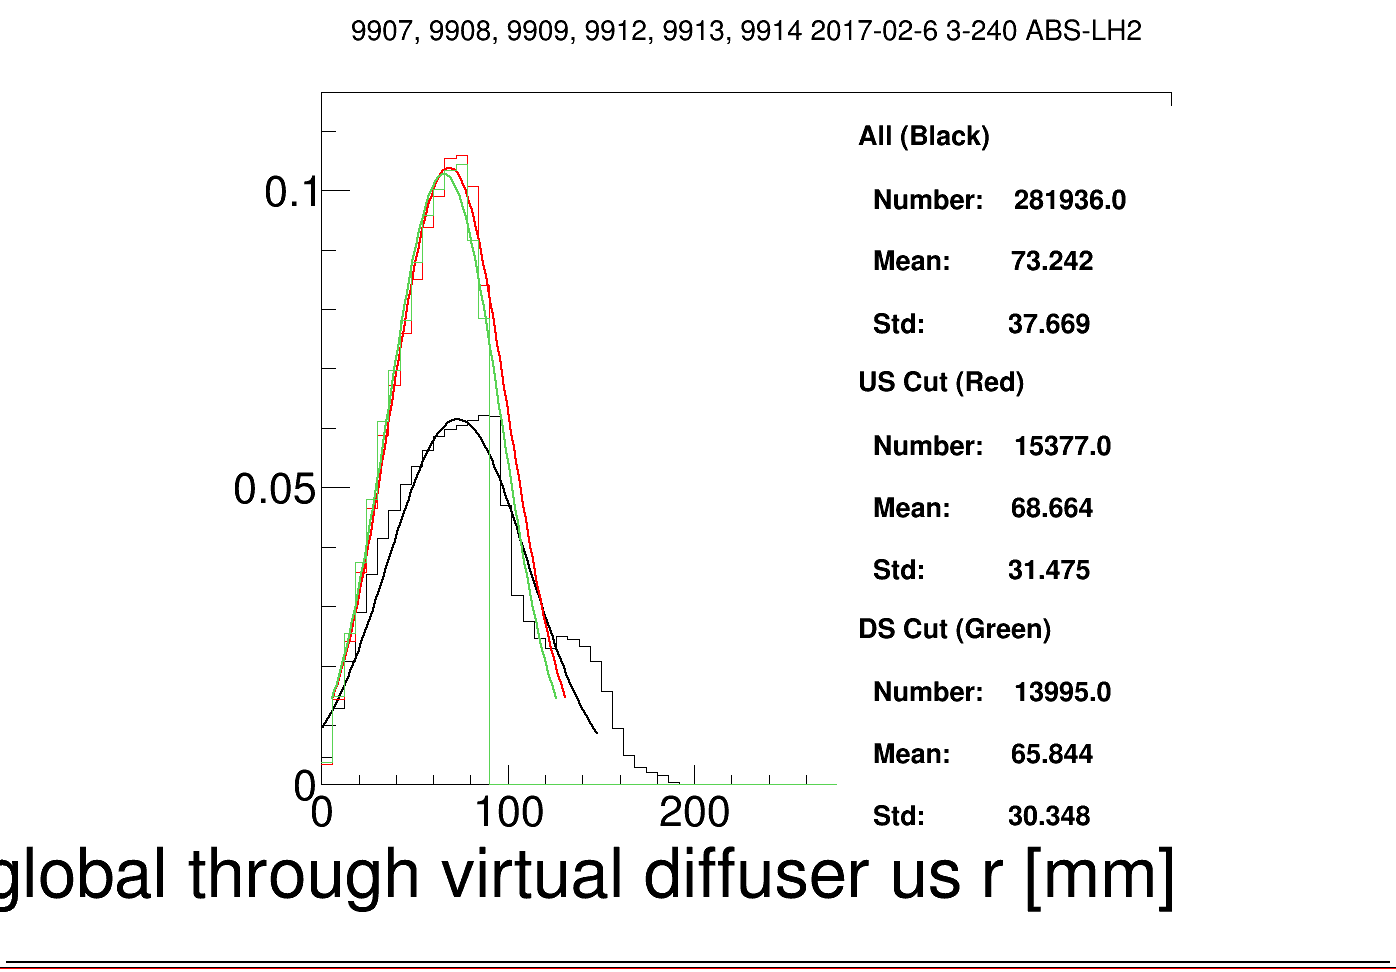 9907, 9908, 9909, 9912, 9913, 9914 2017-02-6 3-240 ABS-LH2
All (Black)
0.1
Number: 281936.0
Mean: 73.242
Std: 37.669
US Cut (Red)
Number: 15377.0
0.05
Mean: 68.664
Std: 31.475
DS Cut (Green)
Number: 13995.0
Mean: 65.844
0
Std: 30.348
0 100 200
global through virtual diffuser us r [mm]